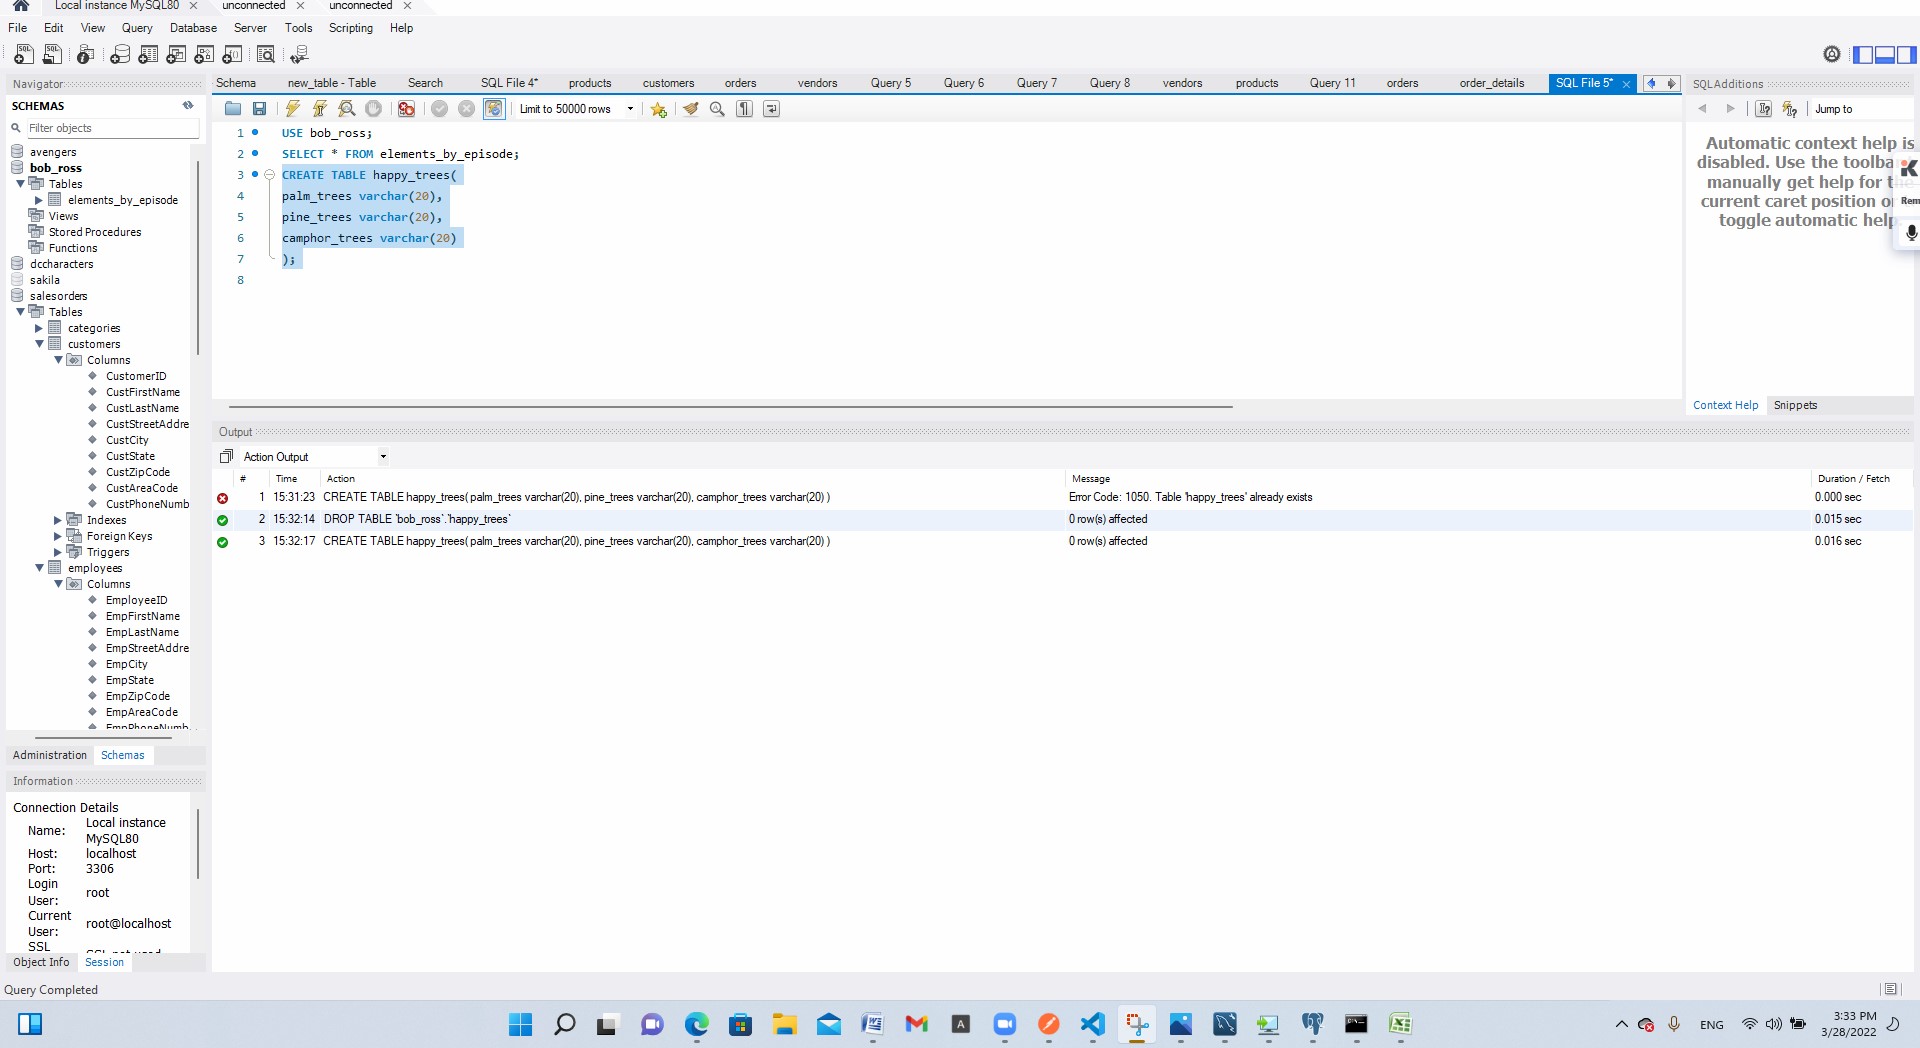 Local instance MySQL80
unconnected
unconnected
File Edit View Query Database Server Tools Scripting Help
Navigator
SCHEMAS
Filter objects
avengers
bob_ross
Tables
elements_by_episode
Views
Stored Procedures
Functions
dccharacters
sakila
salesorders
Tables
categories
customers
Columns
CustomerID
CustFirstName
CustLastName
CustStreetAddre
CustCity
CustState
CustZipCode
CustAreaCode
CustPhoneNumb
Indexes
Foreign Keys
Triggers
employees
Columns
EmployeeID
EmpFirstName
EmpLastName
EmpStreetAddre
EmpCity
EmpState
EmpZipCode
EmpAreaCode
EmpPhoneNumb
Administration Schemas
Information
Connection Details
Name: Local instance MySQL80
Host: localhost
Port: 3306
Login User: root
Current User: root@localhost
SSL SSL not used
Object Info Session
Query Completed
Schema new_table - Table Search SQL File 4* products customers orders vendors Query 5 Query 6 Query 7 Query 8 vendors products Query 11 orders order_details SQL File 5*
Limit to 50000 rows
1 USE bob_ross;
2 SELECT * FROM elements_by_episode;
3 CREATE TABLE happy_trees(
4 palm_trees varchar(20),
5 pine_trees varchar(20),
6 camphor_trees varchar(20)
7 );
8
SQLAdditions
Jump to
Automatic context help is
disabled. Use the toolba
manually get help for the
current caret position o
toggle automatic help.
Rem
Context Help Snippets
Output
Action Output
# Time Action Message Duration / Fetch
1 15:31:23 CREATE TABLE happy_trees( palm_trees varchar(20), pine_trees varchar(20), camphor_trees varchar(20) ) Error Code: 1050. Table 'happy_trees' already exists 0.000 sec
2 15:32:14 DROP TABLE `bob_ross`.`happy_trees` 0 row(s) affected 0.015 sec
3 15:32:17 CREATE TABLE happy_trees( palm_trees varchar(20), pine_trees varchar(20), camphor_trees varchar(20) ) 0 row(s) affected 0.016 sec
ENG
3:33 PM
3/28/2022